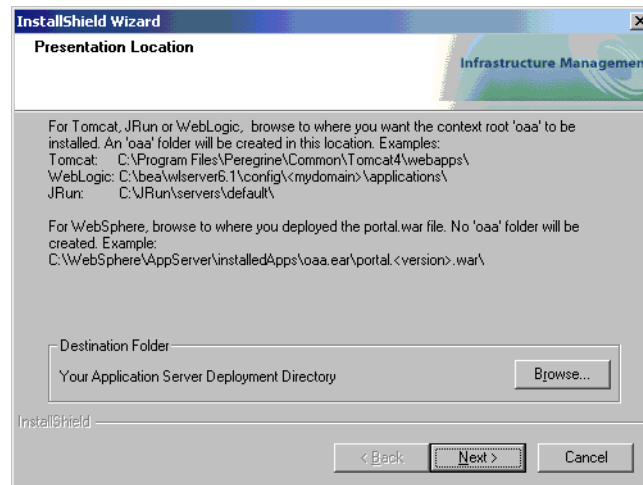 InstallShield Wizard
Presentation Location
Infrastructure Managemen
For Tomcat, JRun or WebLogic, browse to where you want the context root 'oaa' to be
installed. An 'oaa' folder will be created in this location. Examples:
Tomcat: C:\Program Files\Peregrine\Common\Tomcat4\webapps\
WebLogic: C:\bea\wlserver6.1\config\<mydomain>\applications\
JRun: C:\JRun\servers\default\
For WebSphere, browse to where you deployed the portal.war file. No 'oaa' folder will be
created. Example:
C:\WebSphere\AppServer\installedApps\oaa.ear\portal.<version>.war\
Destination Folder
Your Application Server Deployment Directory
Browse...
InstallShield
< Back
Next >
Cancel